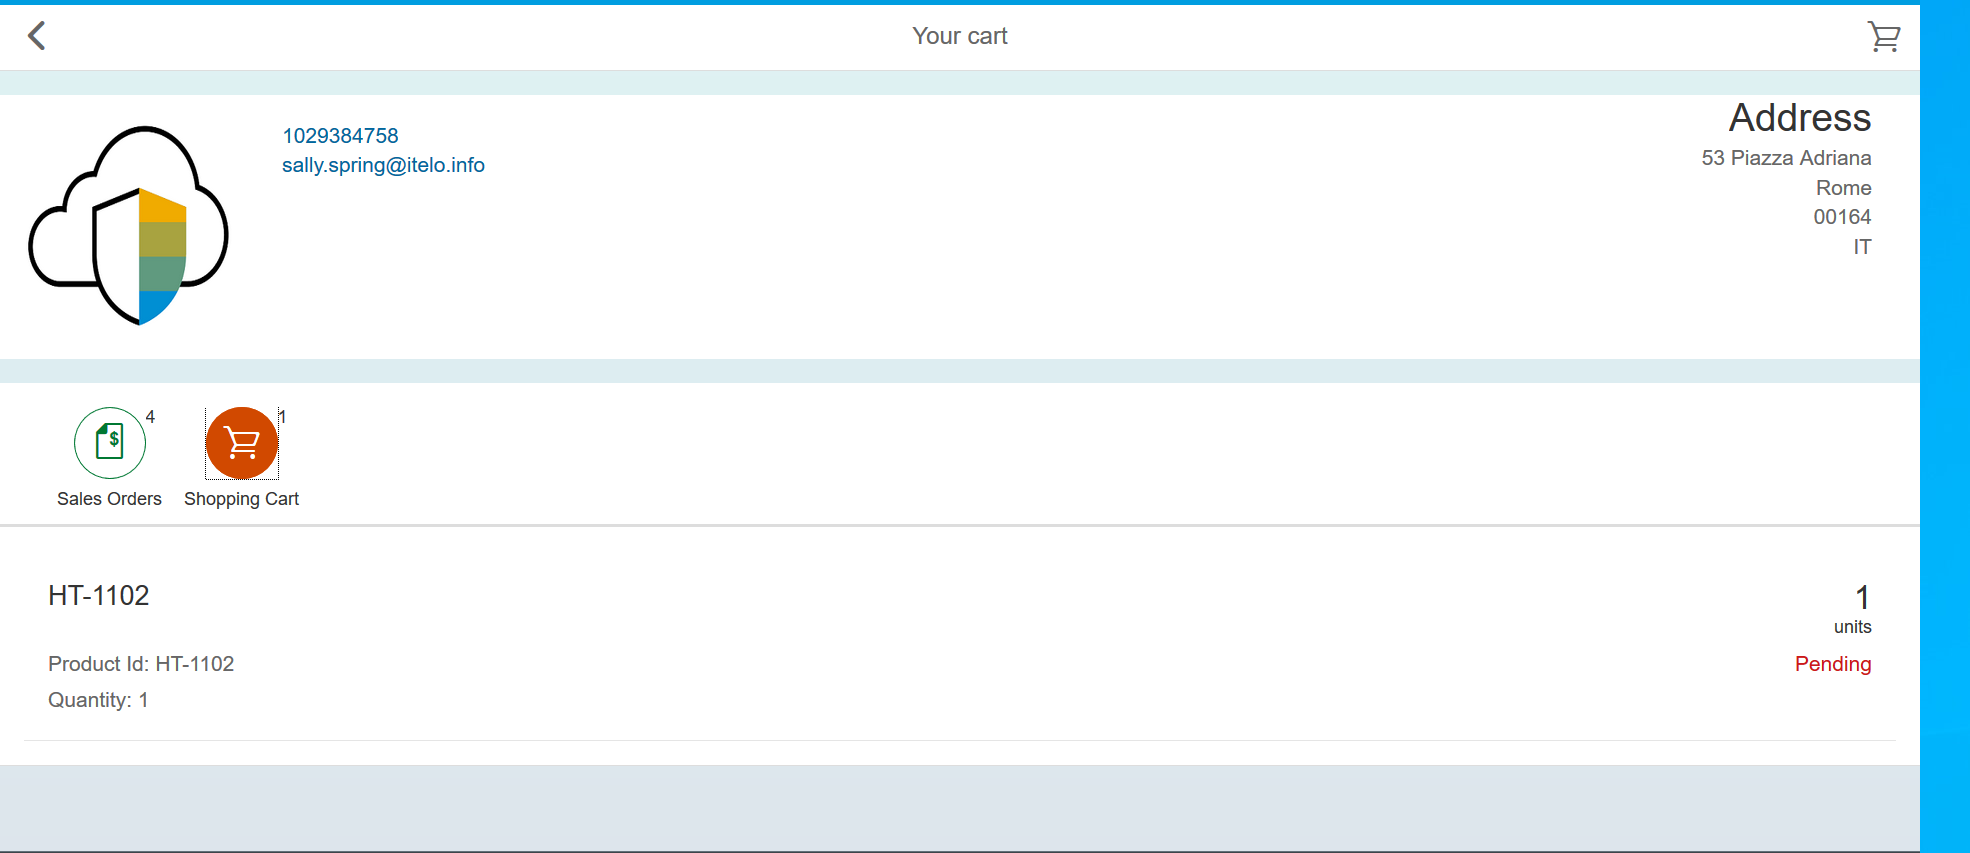 Your cart
1029384758
sally.spring@itelo.info
Address
53 Piazza Adriana
Rome
00164
IT
$
4
1
Sales Orders
Shopping Cart
HT-1102
1
units
Product Id: HT-1102
Pending
Quantity: 1